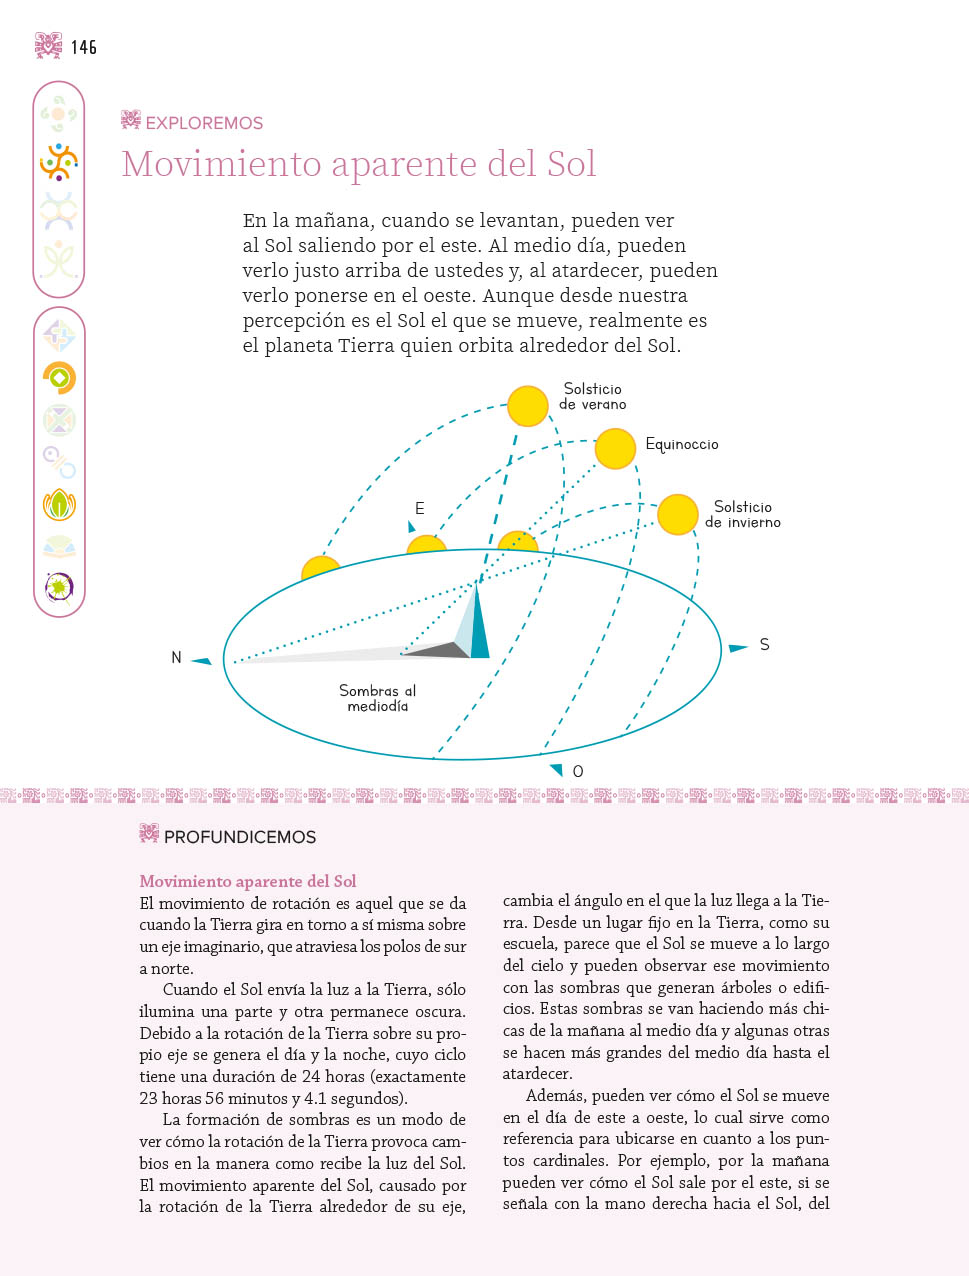 146
EXPLOREMOS
Movimiento aparente del Sol
En la mañana, cuando se levantan, pueden ver
al Sol saliendo por el este. Al medio día, pueden
verlo justo arriba de ustedes y, al atardecer, pueden
verlo ponerse en el oeste. Aunque desde nuestra
percepción es el Sol el que se mueve, realmente es
el planeta Tierra quien orbita alrededor del Sol.
Solsticio
de verano
Equinoccio
Solsticio
de invierno
E
N
S
Sombras al
mediodía
O
PROFUNDICEMOS
Movimiento aparente del Sol
El movimiento de rotación es aquel que se da
cuando la Tierra gira en torno a sí misma sobre
un eje imaginario, que atraviesa los polos de sur
a norte.
Cuando el Sol envía la luz a la Tierra, sólo
ilumina una parte y otra permanece oscura.
Debido a la rotación de la Tierra sobre su pro-
pio eje se genera el día y la noche, cuyo ciclo
tiene una duración de 24 horas (exactamente
23 horas 56 minutos y 4.1 segundos).
La formación de sombras es un modo de
ver cómo la rotación de la Tierra provoca cam-
bios en la manera como recibe la luz del Sol.
El movimiento aparente del Sol, causado por
la rotación de la Tierra alrededor de su eje,
cambia el ángulo en el que la luz llega a la Tie-
rra. Desde un lugar fijo en la Tierra, como su
escuela, parece que el Sol se mueve a lo largo
del cielo y pueden observar ese movimiento
con las sombras que generan árboles o edifi-
cios. Estas sombras se van haciendo más chi-
cas de la mañana al medio día y algunas otras
se hacen más grandes del medio día hasta el
atardecer.
Además, pueden ver cómo el Sol se mueve
en el día de este a oeste, lo cual sirve como
referencia para ubicarse en cuanto a los pun-
tos cardinales. Por ejemplo, por la mañana
pueden ver cómo el Sol sale por el este, si se
señala con la mano derecha hacia el Sol, del